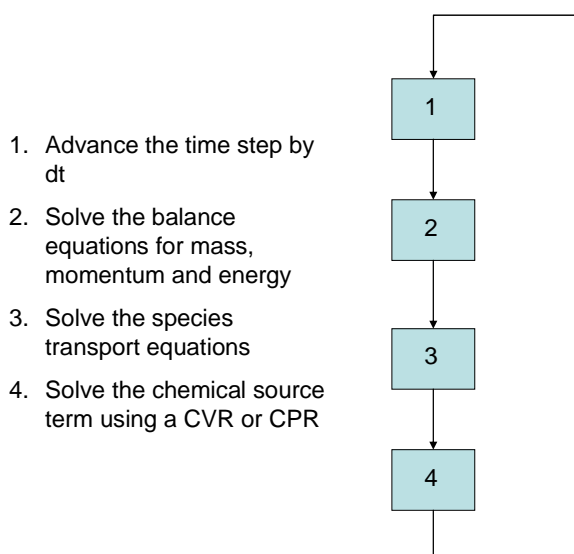 1. Advance the time step by
dt
2. Solve the balance
equations for mass,
momentum and energy
3. Solve the species
transport equations
4. Solve the chemical source
term using a CVR or CPR
1
2
3
4